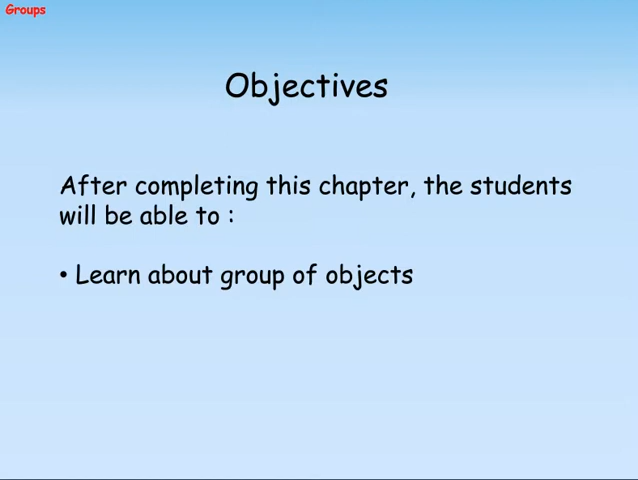 Groups
Objectives
After completing this chapter, the students
will be able to :
• Learn about group of objects